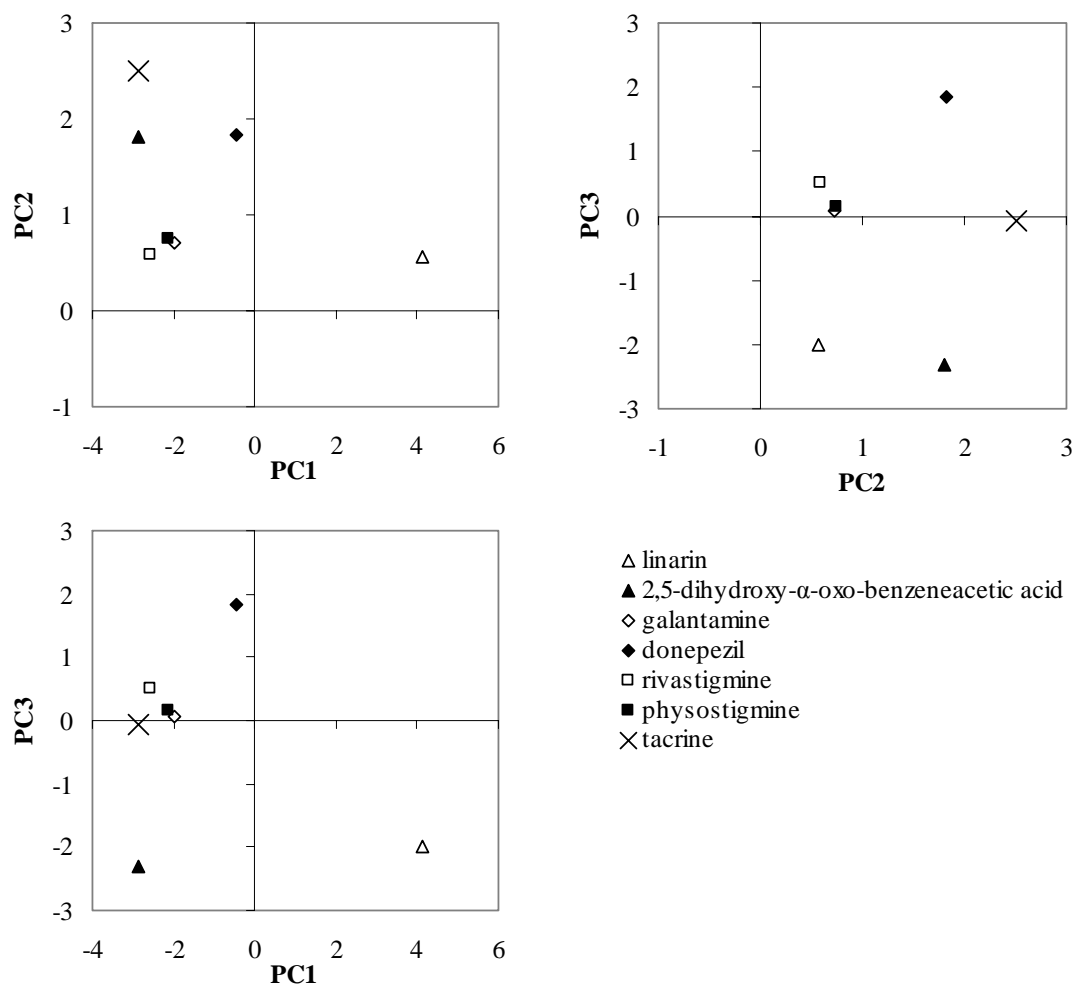 3
2
1
0
-1
PC2
-4 -2 0 2 4 6
PC1
3
2
1
0
-1
-2
-3
PC3
-1 0 1 2 3
PC2
3
2
1
0
-1
-2
-3
PC3
-4 -2 0 2 4 6
PC1
linarin
2,5-dihydroxy-α-oxo-benzeneacetic acid
galantamine
donepezil
rivastigmine
physostigmine
tacrine